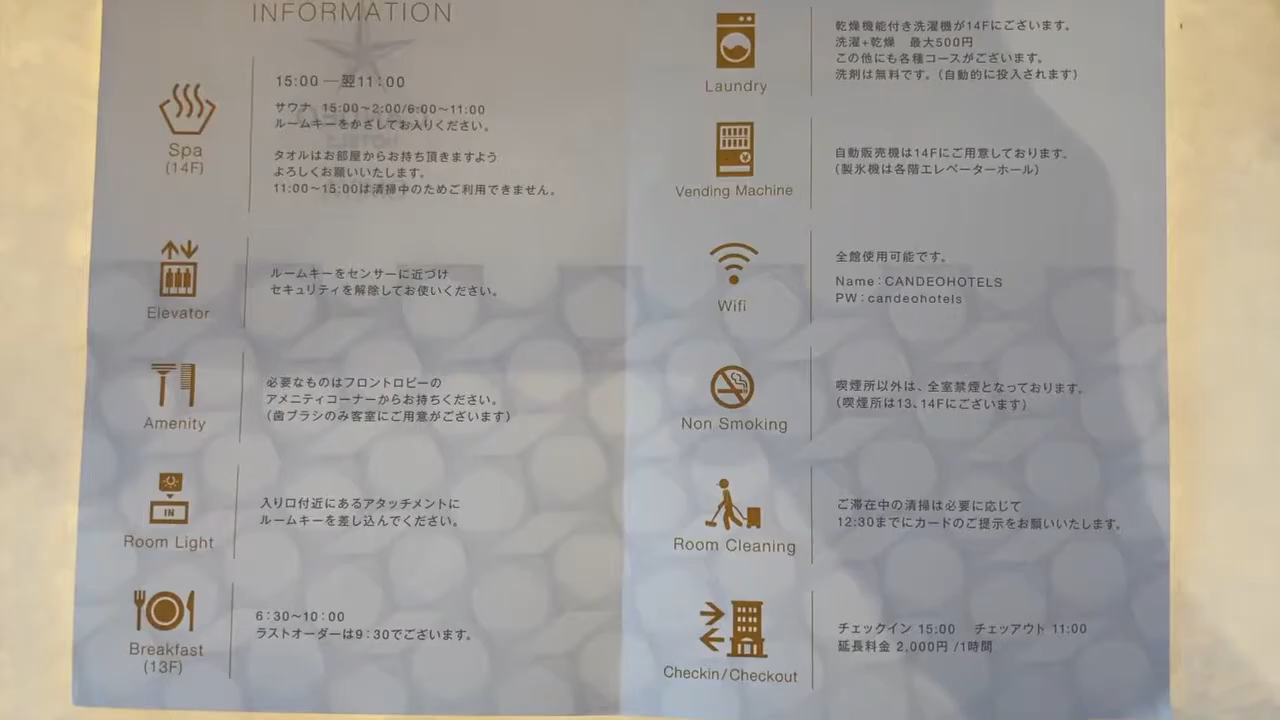 INFORMATION
Spa
(14F)
15:00 ―翌11:00
サウナ 15:00～2:00/6:00～11:00
ルームキーをかざしてお入りください。
タオルはお部屋からお持ち頂きますよう
よろしくお願いいたします。
11:00～15:00は清掃中のためご利用できません。
Elevator
ルームキーをセンサーに近づけ
セキュリティを解除してお使いください。
Amenity
必要なものはフロントロビーの
アメニティコーナーからお持ちください。
(歯ブラシのみ客室にご用意がございます)
IN
Room Light
入り口付近にあるアタッチメントに
ルームキーを差し込んでください。
Breakfast
(13F)
6:30～10:00
ラストオーダーは9:30でございます。
Laundry
乾燥機能付き洗濯機が14Fにございます。
洗濯+乾燥 最大500円
この他にも各種コースがございます。
洗剤は無料です。(自動的に投入されます)
Vending Machine
自動販売機は14Fにご用意しております。
(製氷機は各階エレベーターホール)
Wifi
全館使用可能です。
Name:CANDEOHOTELS
PW:candeohotels
Non Smoking
喫煙所以外は、全室禁煙となっております。
(喫煙所は13、14Fにございます)
Room Cleaning
ご滞在中の清掃は必要に応じて
12:30までにカードのご提示をお願いいたします。
Checkin/Checkout
チェックイン 15:00 チェックアウト 11:00
延長料金 2,000円 /1時間